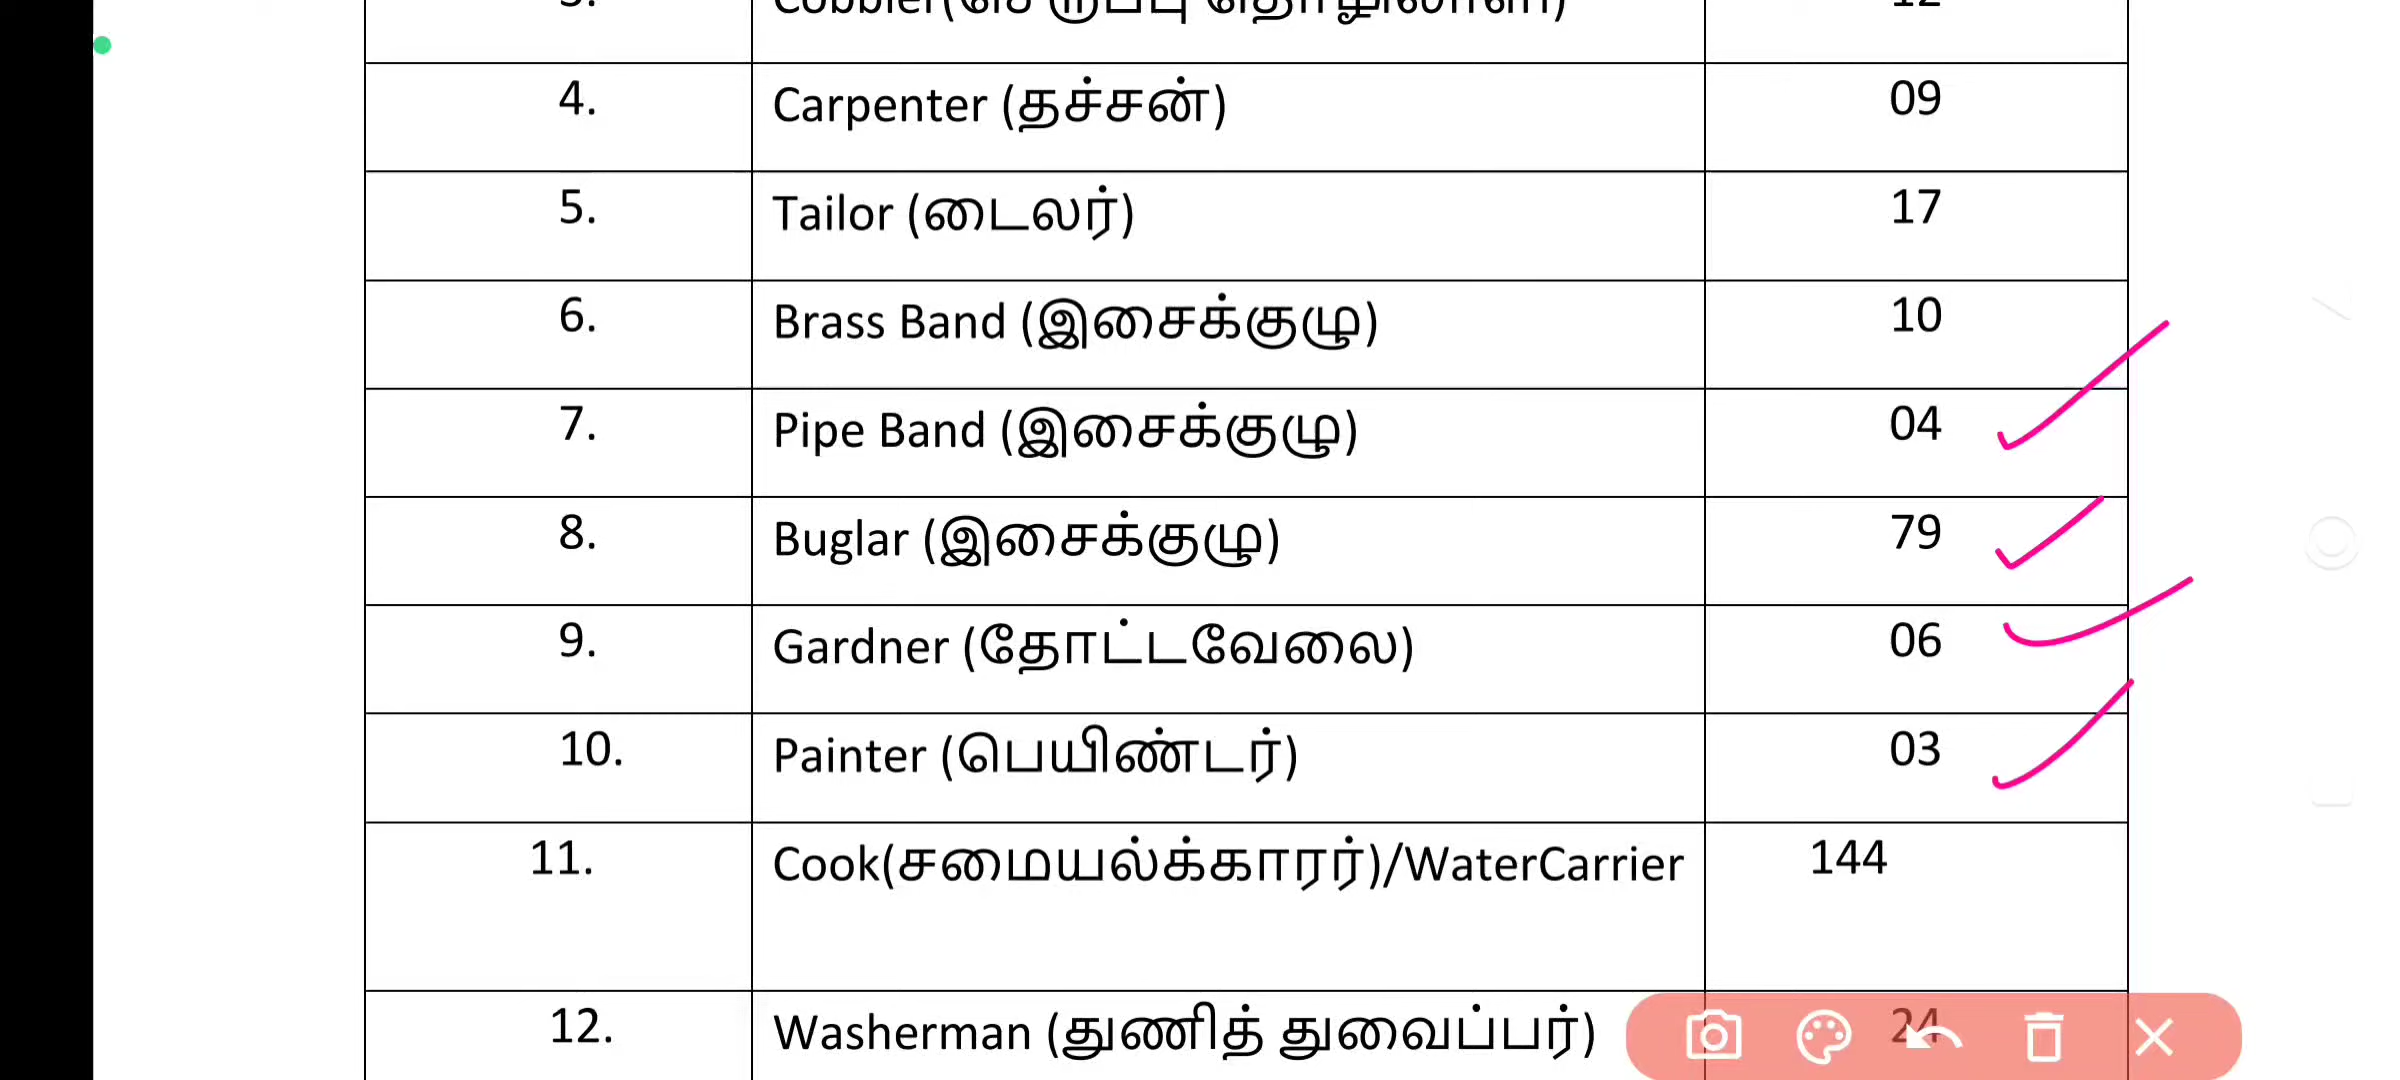 4. Carpenter (தச்சன்) 09
5. Tailor (டைலர்) 17
6. Brass Band (இசைக்குழு) 10
7. Pipe Band (இசைக்குழு) 04
8. Buglar (இசைக்குழு) 79
9. Gardner (தோட்டவேலை) 06
10. Painter (பெயிண்டர்) 03
11. Cook(சமையல்க்காரர்)/WaterCarrier 144
12. Washerman (துணித் துவைப்பர்) 24